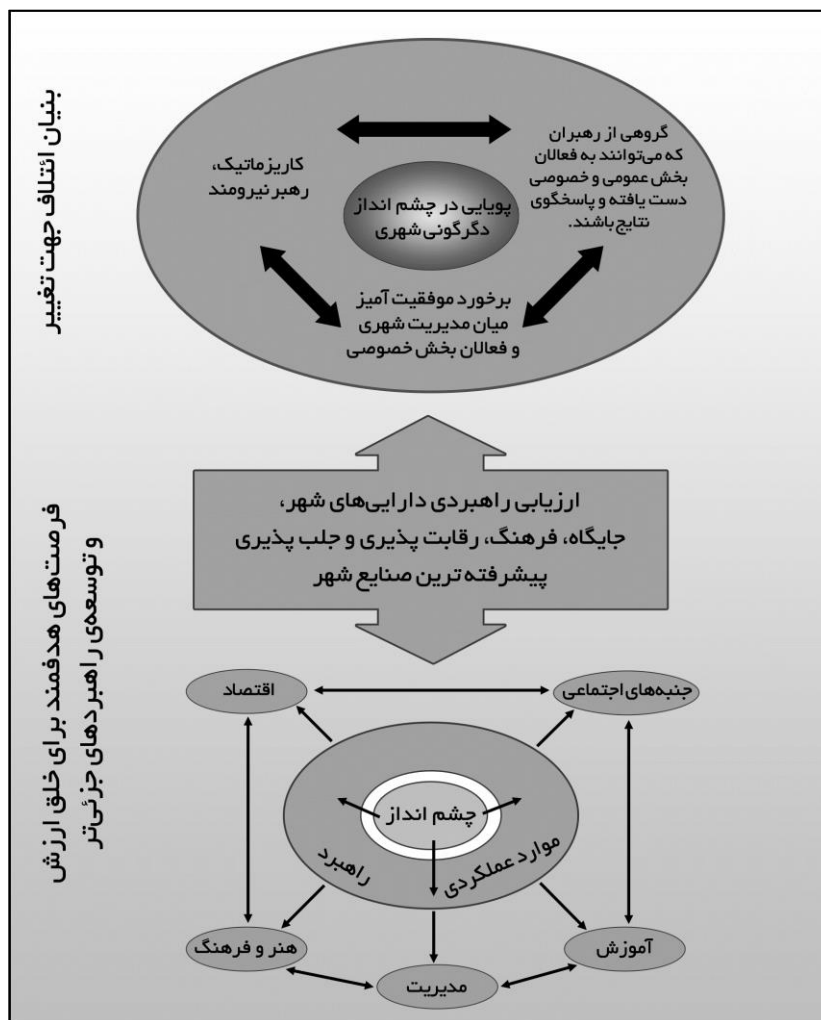 بنیان ائتلاف جهت تغییر
گروهی از رهبران
که می‌توانند به فعالان
بخش عمومی و خصوصی
دست یافته و پاسخگوی
نتایج باشند.
کاریزماتیک،
رهبر نیرومند
پویایی در چشم انداز
دگرگونی شهری
برخورد موفقیت آمیز
میان مدیریت شهری
و فعالان بخش خصوصی
فرصت‌های هدفمند برای خلق ارزش
و توسعه‌ی راهبردهای جزئی‌تر
ارزیابی راهبردی دارایی‌های شهر،
جایگاه، فرهنگ، رقابت پذیری و جلب پذیری
پیشرفته ترین صنایع شهر
جنبه‌های اجتماعی
اقتصاد
چشم انداز
موارد عملکردی
راهبرد
آموزش
هنر و فرهنگ
مدیریت